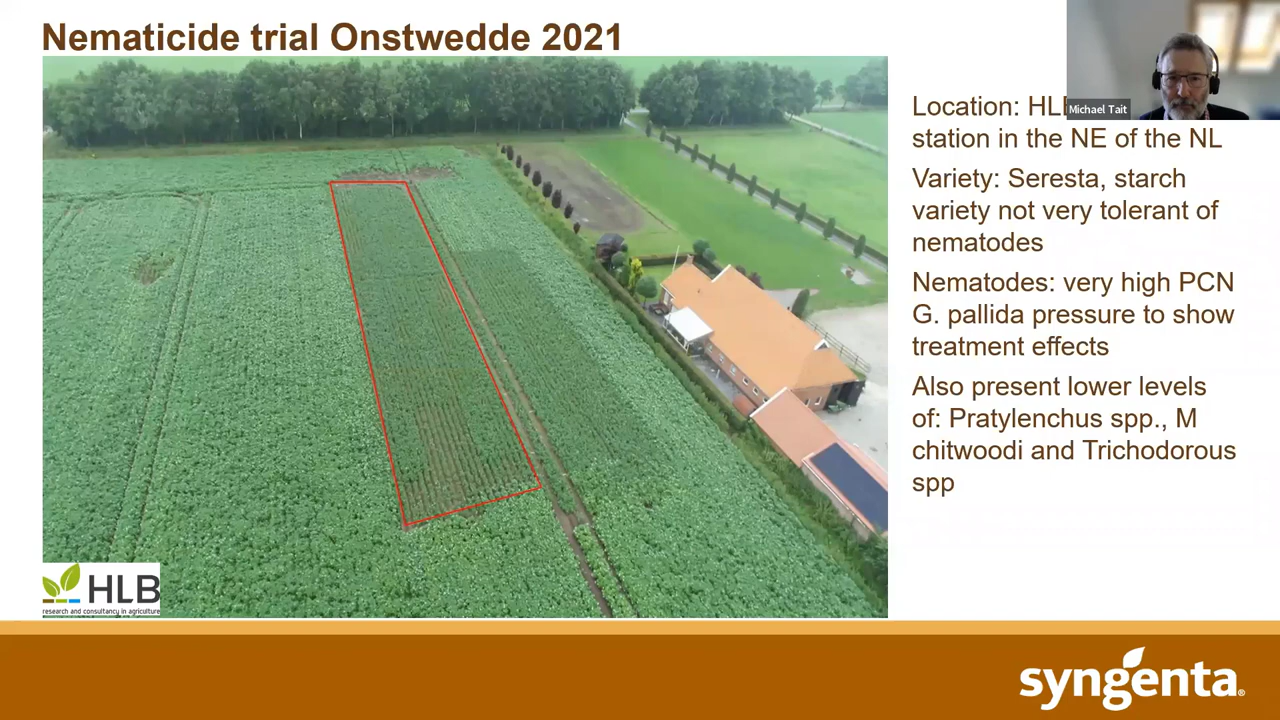 Nematicide trial Onstwedde 2021
Michael Tait
Location:
station in the NE of the NL
Variety: Seresta, starch
variety not very tolerant of
nematodes
Nematodes: very high PCN
G. pallida pressure to show
treatment effects
Also present lower levels
of: Pratylenchus spp., M
chitwoodi and Trichodorous
spp
HLB
research and consultancy in agriculture
syngenta®